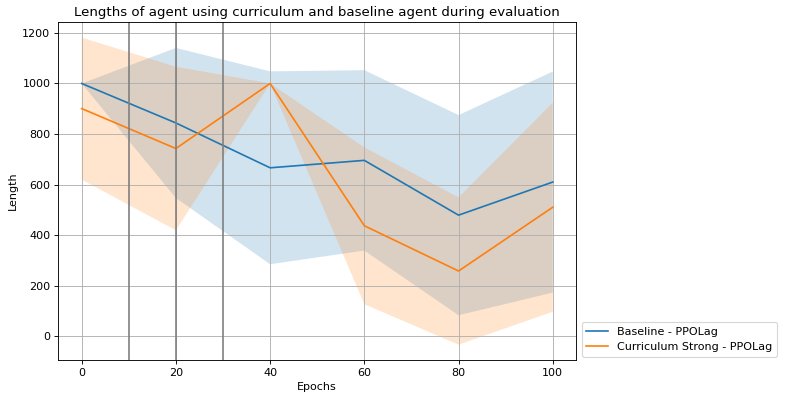 Lengths of agent using curriculum and baseline agent during evaluation
1200
1000
800
600
400
200
0
Length
0 20 40 60 80 100
Epochs
Baseline - PPOLag
Curriculum Strong - PPOLag